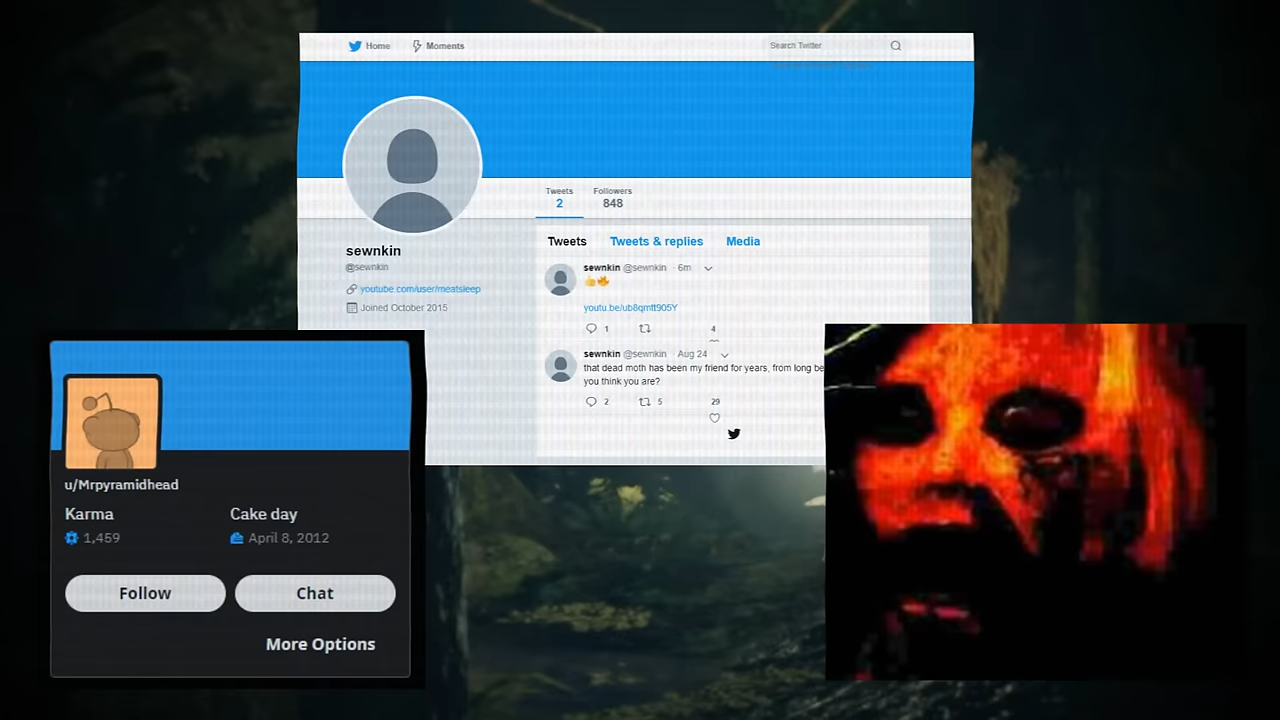 Home
Moments
Search Twitter
Tweets
2
Followers
848
sewnkin
@sewnkin
youtube.com/user/meatsleep
Joined October 2015
Tweets
Tweets & replies
Media
sewnkin @sewnkin · 6m
👍🔥
youtu.be/ub8qmtt905Y
1
4
sewnkin @sewnkin · Aug 24
that dead moth has been my friend for years, from long be
you think you are?
2
5
29
u/Mrpyramidhead
Karma
Cake day
1,459
April 8, 2012
Follow
Chat
More Options